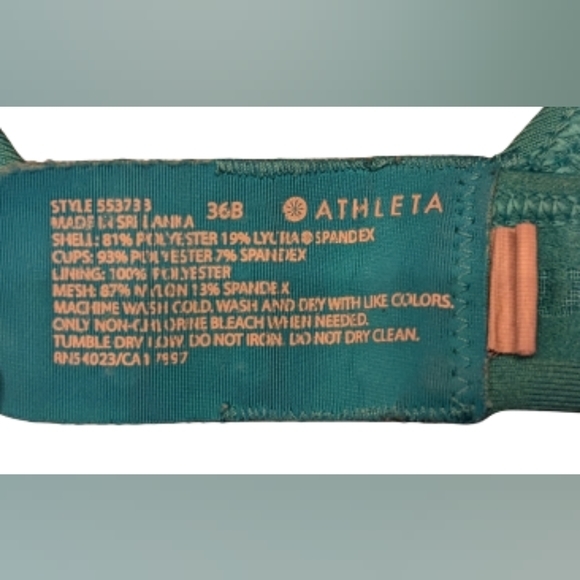 STYLE 553733 36B ATHLETA
MADE IN SRI LANKA
SHELL: 81% POLYESTER 19% LYCRA® SPANDEX
CUPS: 93% POLYESTER 7% SPANDEX
LINING: 100% POLYESTER
MESH: 87% NYLON 13% SPANDEX
MACHINE WASH COLD, WASH AND DRY WITH LIKE COLORS.
ONLY NON-CHLORINE BLEACH WHEN NEEDED.
TUMBLE DRY LOW. DO NOT IRON. DO NOT DRY CLEAN.
RN54023/CA17897